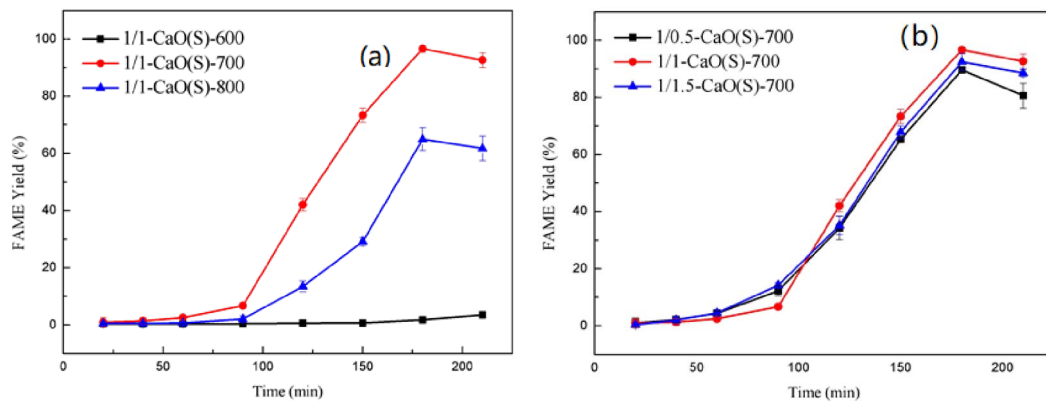 1/1-CaO(S)-600
1/1-CaO(S)-700
1/1-CaO(S)-800
(a)
100
80
60
40
20
0
FAME Yield (%)
0
50
100
150
200
Time (min)
1/0.5-CaO(S)-700
1/1-CaO(S)-700
1/1.5-CaO(S)-700
(b)
100
80
60
40
20
0
FAME Yield (%)
0
50
100
150
200
Time (min)